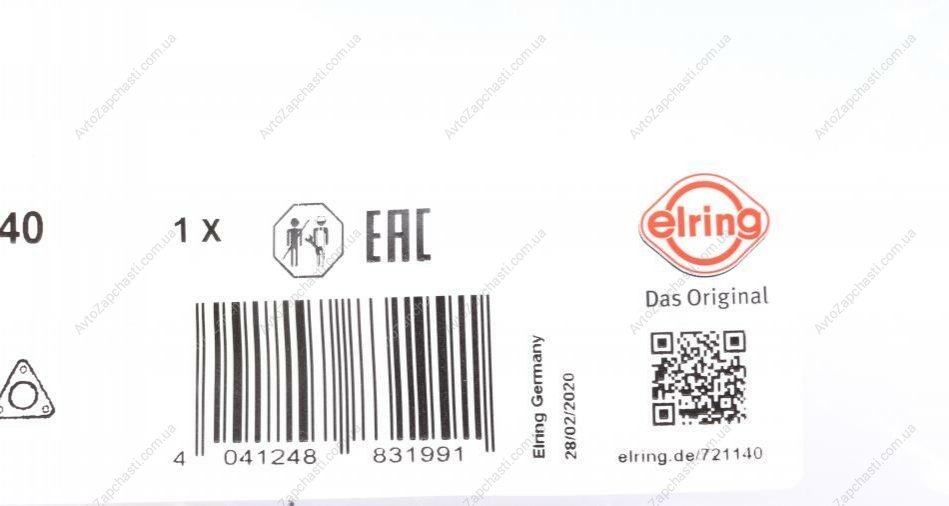 40
1 X
EAC
elring
Das Original
4 041248 831991
Elring Germany
28/02/2020
elring.de/721140
AvtoZapchasti.com.ua